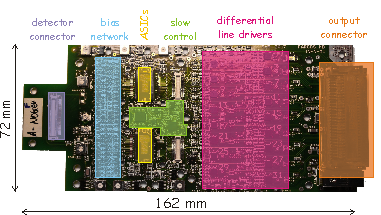 detector connector
bias network
ASICs
slow control
differential line drivers
output connector
72 mm
162 mm